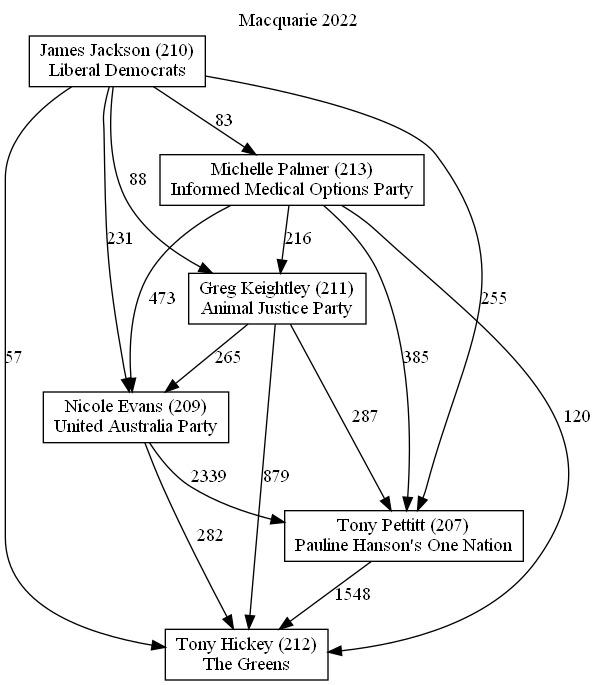 Macquarie 2022
James Jackson (210)
Liberal Democrats
83
Michelle Palmer (213)
Informed Medical Options Party
88
231
216
Greg Keightley (211)
Animal Justice Party
473
255
57
265
385
Nicole Evans (209)
United Australia Party
287
120
2339
879
Tony Pettitt (207)
Pauline Hanson's One Nation
282
1548
Tony Hickey (212)
The Greens